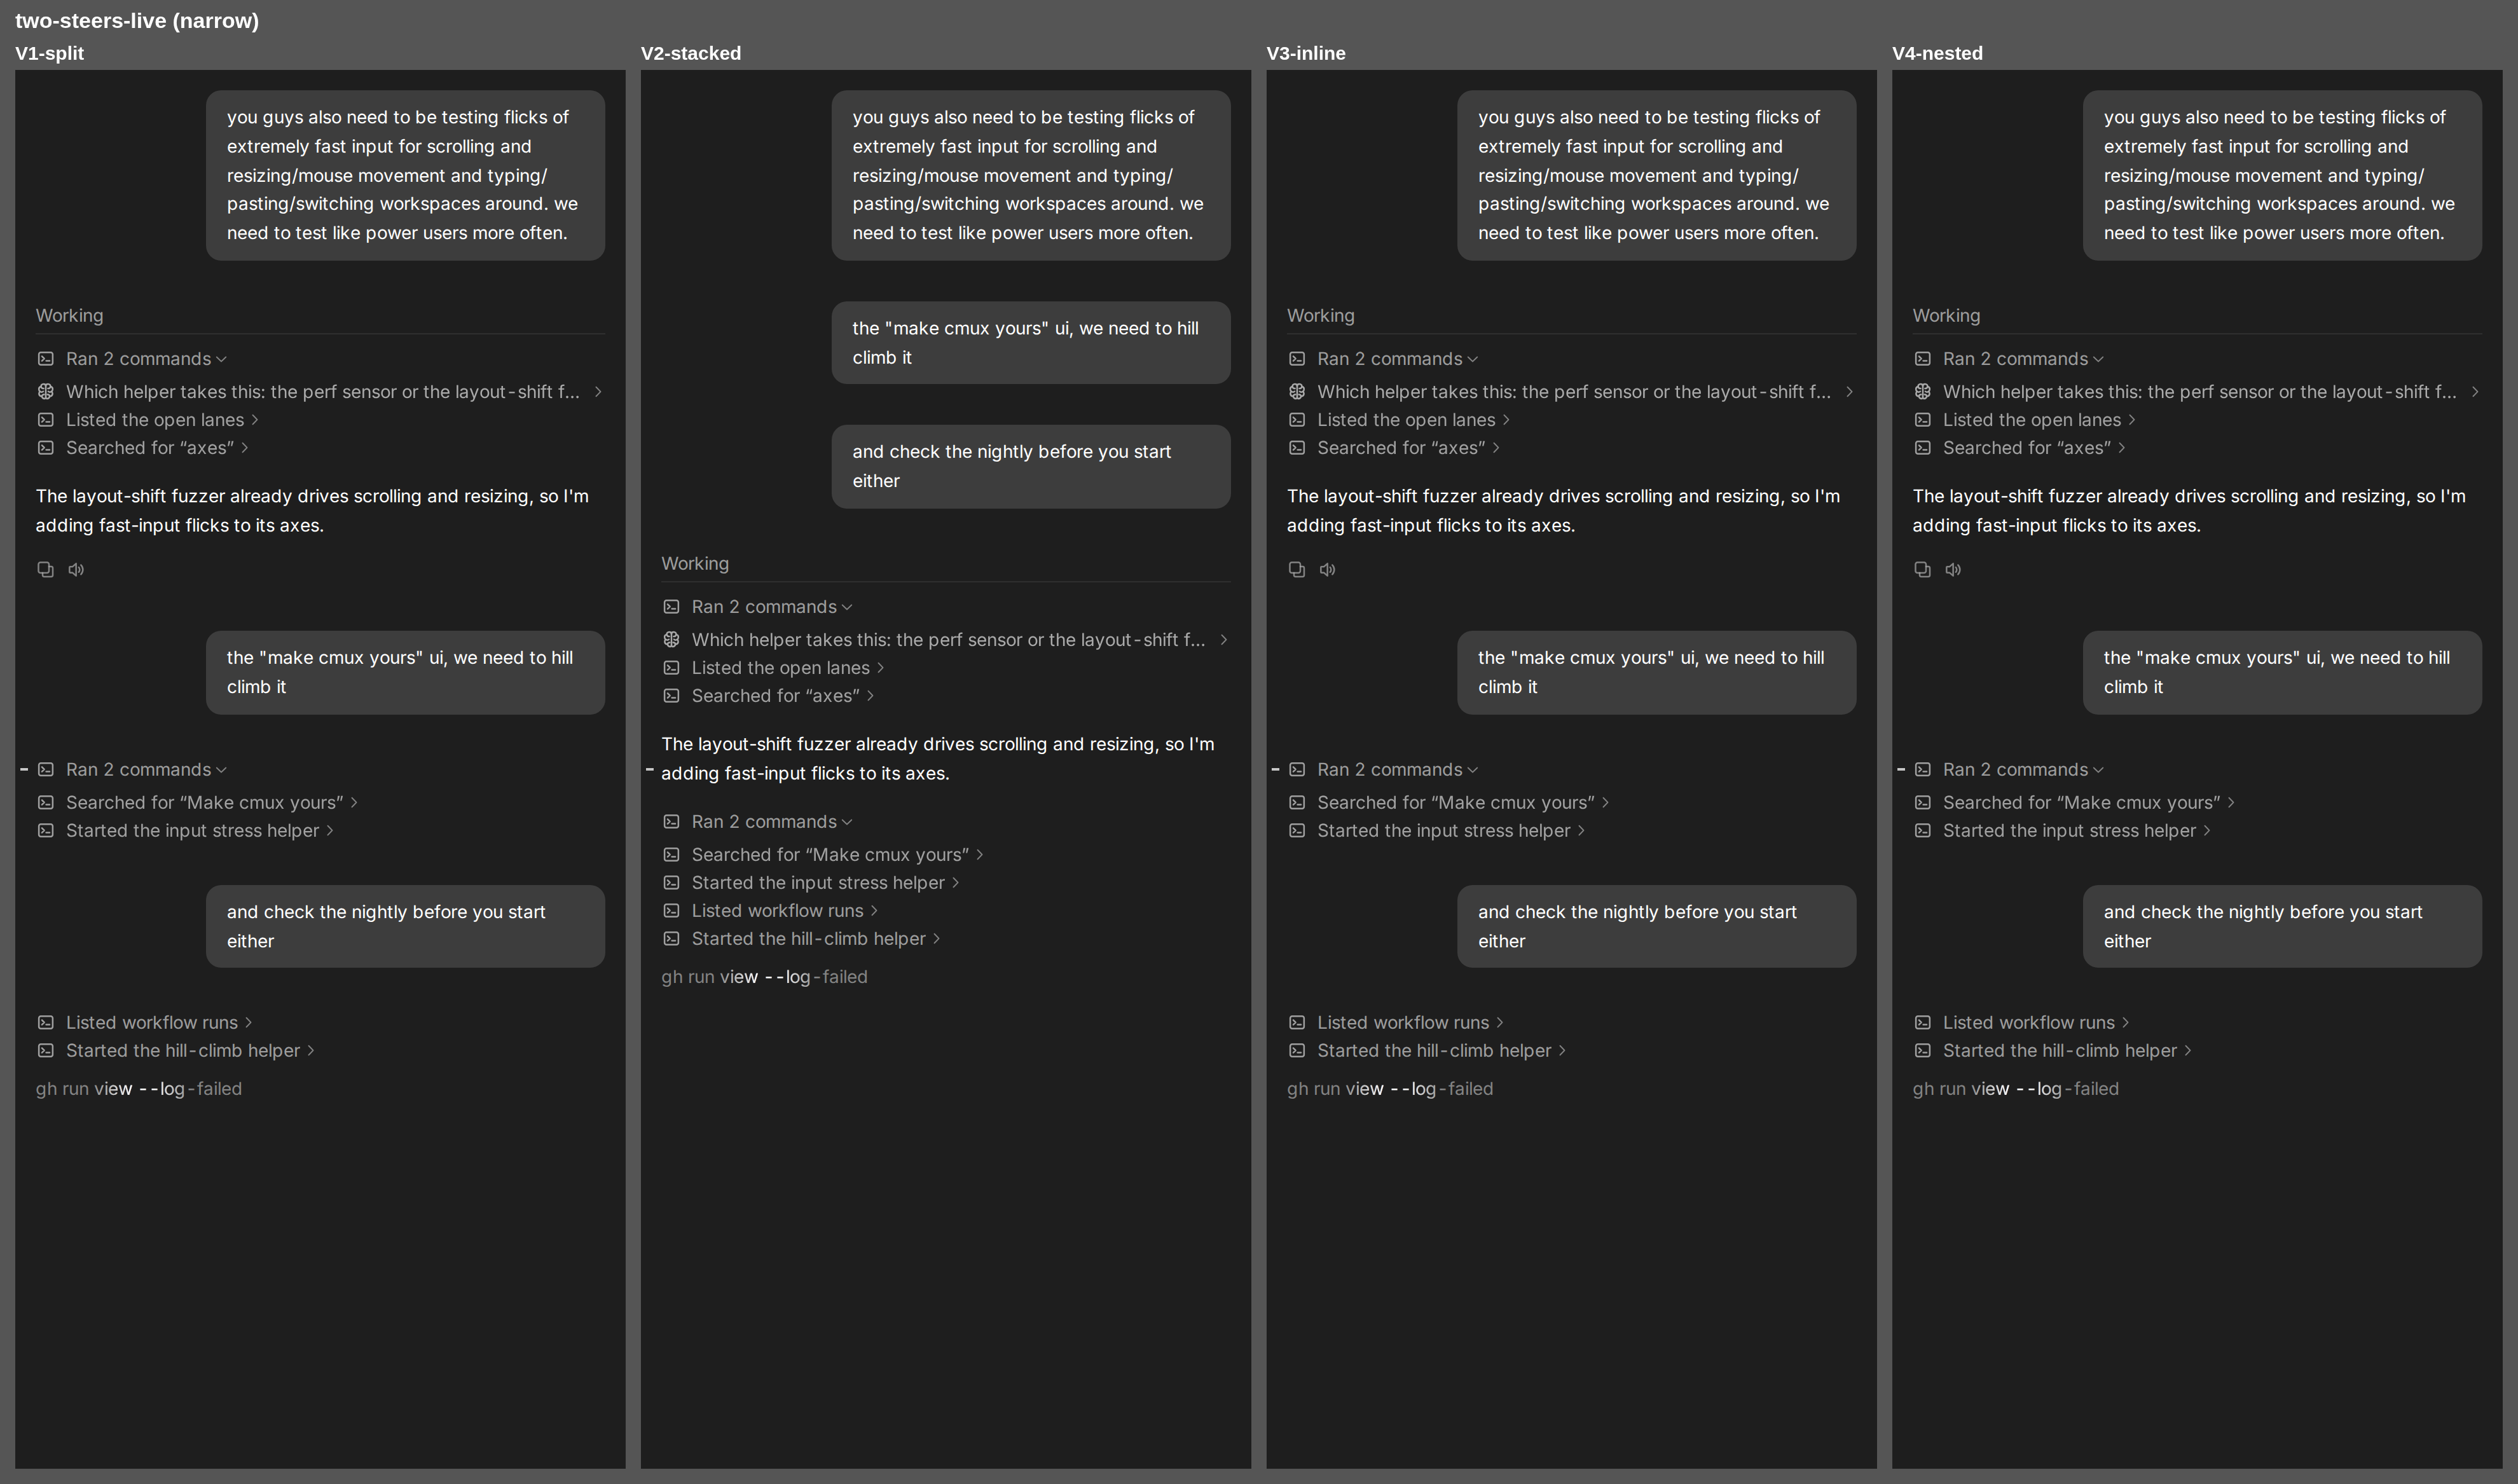 two-steers-live (narrow)
V1-split
you guys also need to be testing flicks of
extremely fast input for scrolling and
resizing/mouse movement and typing/
pasting/switching workspaces around. we
need to test like power users more often.
Working
Ran 2 commands
Which helper takes this: the perf sensor or the layout-shift f...
Listed the open lanes
Searched for “axes”
The layout-shift fuzzer already drives scrolling and resizing, so I'm
adding fast-input flicks to its axes.
the "make cmux yours" ui, we need to hill
climb it
Ran 2 commands
Searched for “Make cmux yours”
Started the input stress helper
and check the nightly before you start
either
Listed workflow runs
Started the hill-climb helper
gh run view --log-failed
V2-stacked
you guys also need to be testing flicks of
extremely fast input for scrolling and
resizing/mouse movement and typing/
pasting/switching workspaces around. we
need to test like power users more often.
the "make cmux yours" ui, we need to hill
climb it
and check the nightly before you start
either
Working
Ran 2 commands
Which helper takes this: the perf sensor or the layout-shift f...
Listed the open lanes
Searched for “axes”
The layout-shift fuzzer already drives scrolling and resizing, so I'm
adding fast-input flicks to its axes.
Ran 2 commands
Searched for “Make cmux yours”
Started the input stress helper
Listed workflow runs
Started the hill-climb helper
gh run view --log-failed
V3-inline
you guys also need to be testing flicks of
extremely fast input for scrolling and
resizing/mouse movement and typing/
pasting/switching workspaces around. we
need to test like power users more often.
Working
Ran 2 commands
Which helper takes this: the perf sensor or the layout-shift f...
Listed the open lanes
Searched for “axes”
The layout-shift fuzzer already drives scrolling and resizing, so I'm
adding fast-input flicks to its axes.
the "make cmux yours" ui, we need to hill
climb it
Ran 2 commands
Searched for “Make cmux yours”
Started the input stress helper
and check the nightly before you start
either
Listed workflow runs
Started the hill-climb helper
gh run view --log-failed
V4-nested
you guys also need to be testing flicks of
extremely fast input for scrolling and
resizing/mouse movement and typing/
pasting/switching workspaces around. we
need to test like power users more often.
Working
Ran 2 commands
Which helper takes this: the perf sensor or the layout-shift f...
Listed the open lanes
Searched for “axes”
The layout-shift fuzzer already drives scrolling and resizing, so I'm
adding fast-input flicks to its axes.
the "make cmux yours" ui, we need to hill
climb it
Ran 2 commands
Searched for “Make cmux yours”
Started the input stress helper
and check the nightly before you start
either
Listed workflow runs
Started the hill-climb helper
gh run view --log-failed